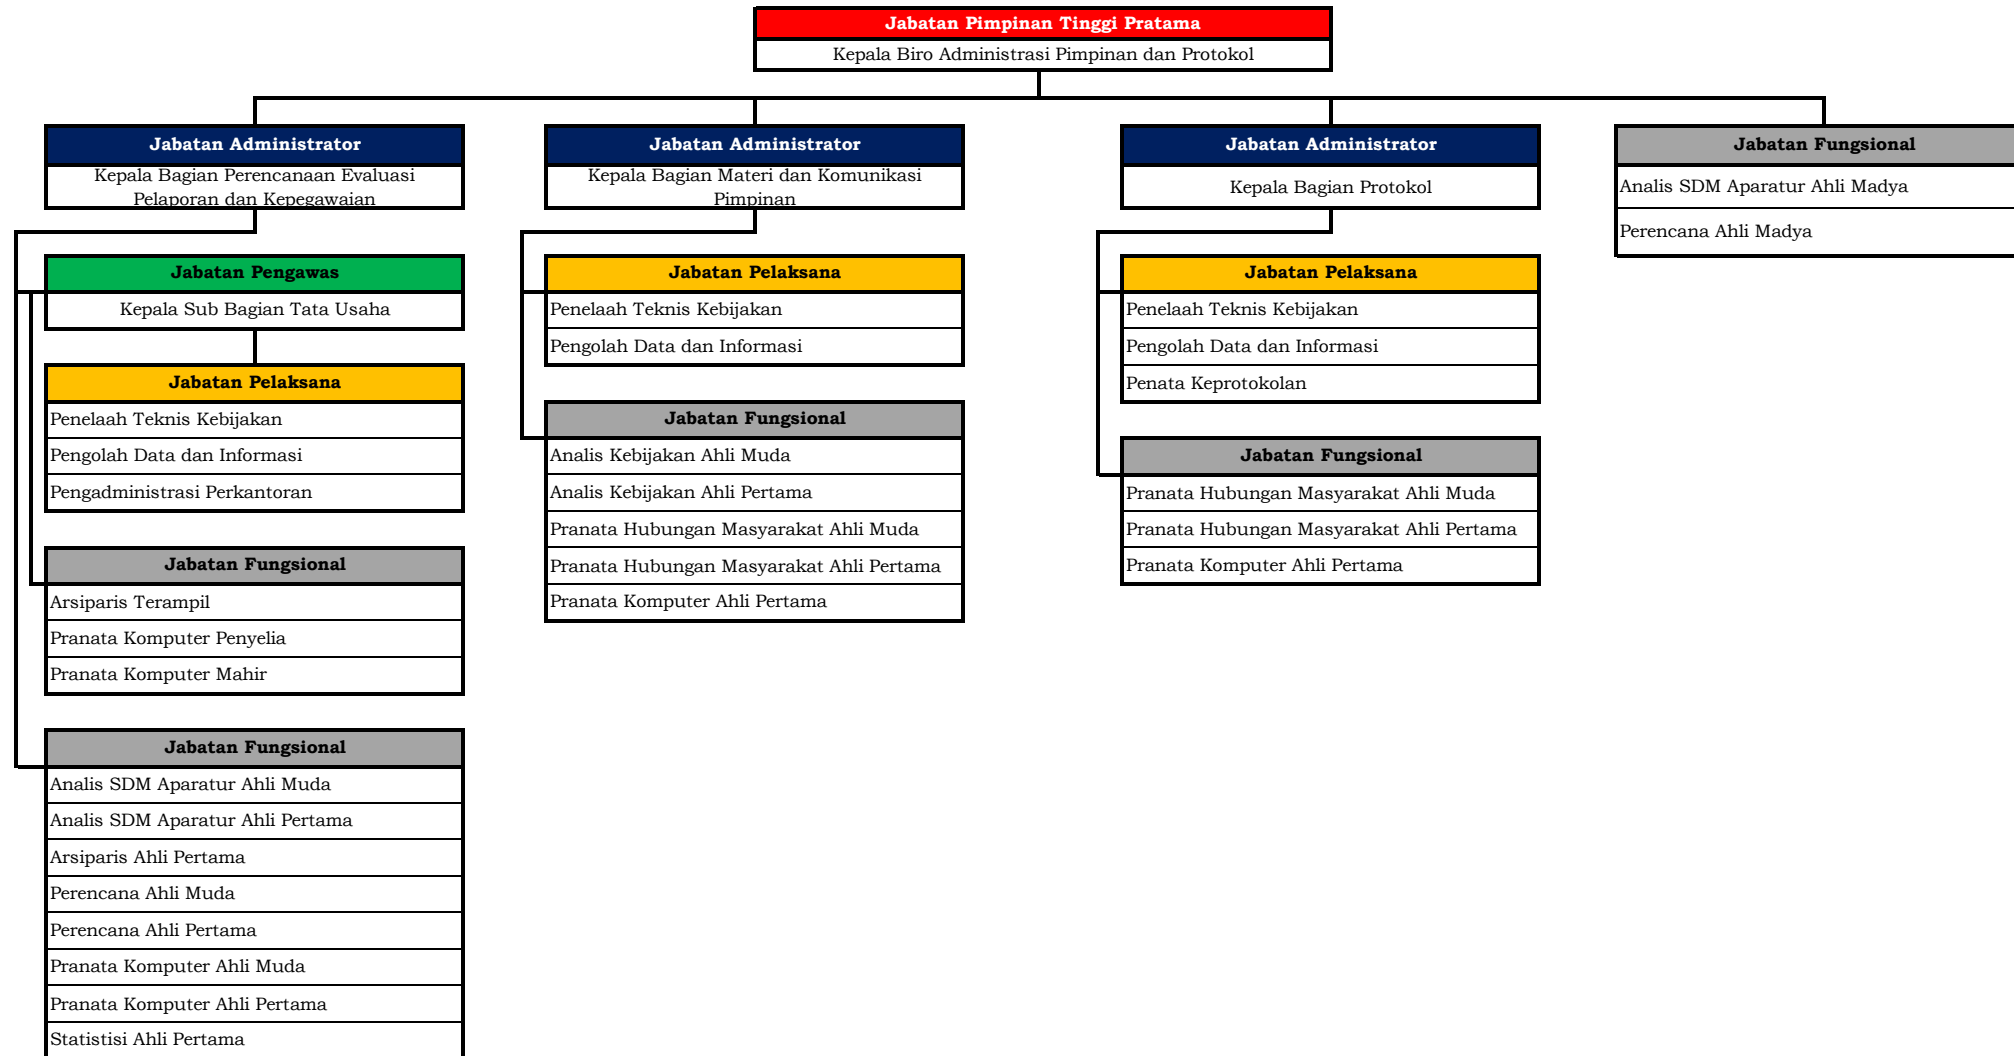 Jabatan Pimpinan Tinggi Pratama
Kepala Biro Administrasi Pimpinan dan Protokol
Jabatan Administrator
Kepala Bagian Perencanaan Evaluasi
Pelaporan dan Kepegawaian
Jabatan Pengawas
Kepala Sub Bagian Tata Usaha
Jabatan Pelaksana
Penelaah Teknis Kebijakan
Pengolah Data dan Informasi
Pengadministrasi Perkantoran
Jabatan Fungsional
Arsiparis Terampil
Pranata Komputer Penyelia
Pranata Komputer Mahir
Jabatan Fungsional
Analis SDM Aparatur Ahli Muda
Analis SDM Aparatur Ahli Pertama
Arsiparis Ahli Pertama
Perencana Ahli Muda
Perencana Ahli Pertama
Pranata Komputer Ahli Muda
Pranata Komputer Ahli Pertama
Statistisi Ahli Pertama
Jabatan Administrator
Kepala Bagian Materi dan Komunikasi
Pimpinan
Jabatan Pelaksana
Penelaah Teknis Kebijakan
Pengolah Data dan Informasi
Jabatan Fungsional
Analis Kebijakan Ahli Muda
Analis Kebijakan Ahli Pertama
Pranata Hubungan Masyarakat Ahli Muda
Pranata Hubungan Masyarakat Ahli Pertama
Pranata Komputer Ahli Pertama
Jabatan Administrator
Kepala Bagian Protokol
Jabatan Pelaksana
Penelaah Teknis Kebijakan
Pengolah Data dan Informasi
Penata Keprotokolan
Jabatan Fungsional
Pranata Hubungan Masyarakat Ahli Muda
Pranata Hubungan Masyarakat Ahli Pertama
Pranata Komputer Ahli Pertama
Jabatan Fungsional
Analis SDM Aparatur Ahli Madya
Perencana Ahli Madya